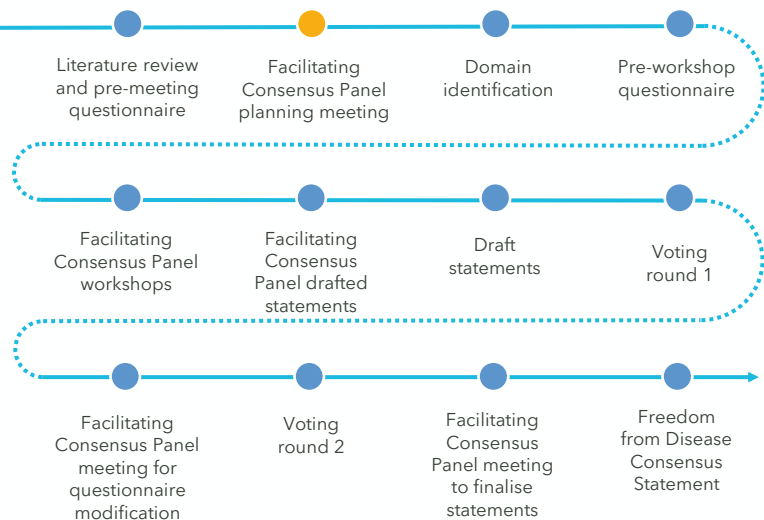 Literature review
and pre-meeting
questionnaire
Facilitating
Consensus Panel
planning meeting
Domain
identification
Pre-workshop
questionnaire
Facilitating
Consensus Panel
workshops
Facilitating
Consensus
Panel drafted
statements
Draft
statements
Voting
round 1
Facilitating
Consensus Panel
meeting for
questionnaire
modification
Voting
round 2
Facilitating
Consensus
Panel meeting
to finalise
statements
Freedom
from Disease
Consensus
Statement